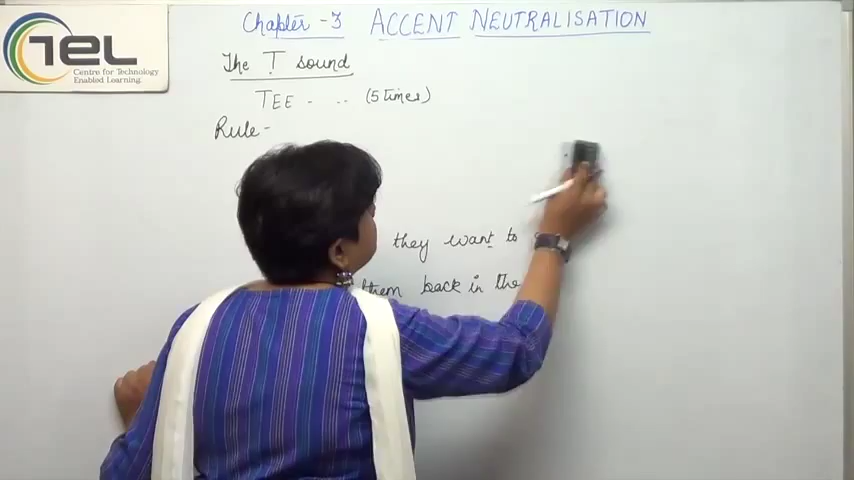 Chapter - 3 ACCENT NEUTRALISATION
TEL
Centre for Technology
Enabled Learning.
The T sound
TEE - .. (5 times)
Rule -
they want to
them back in the